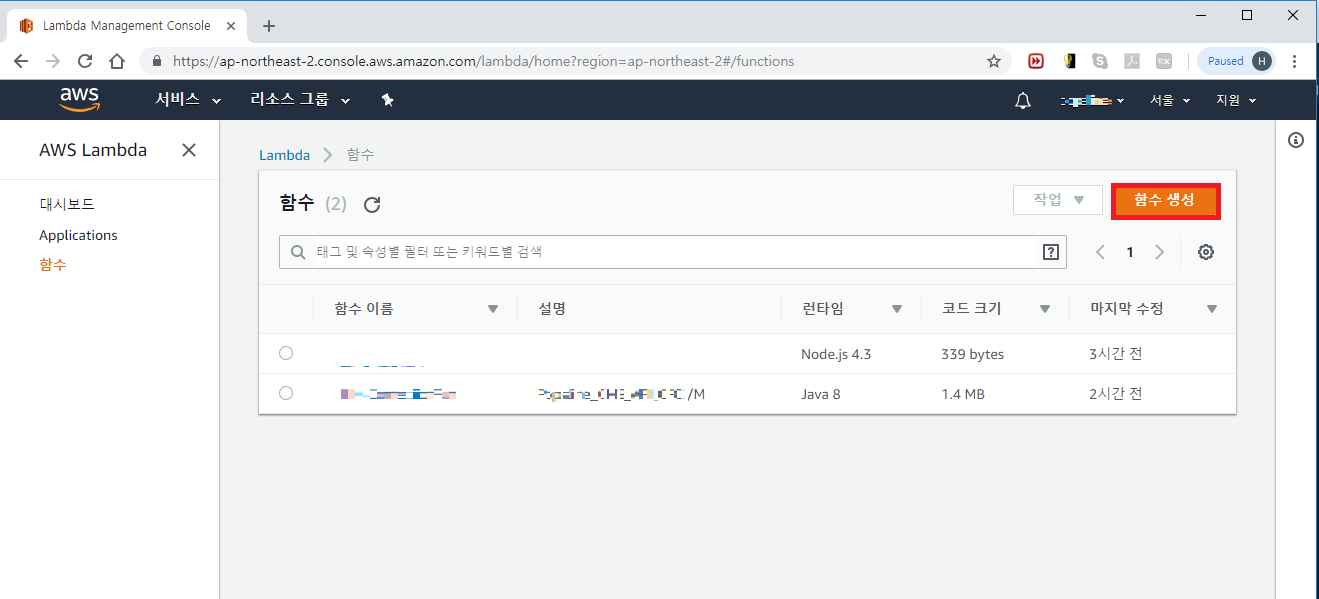 Lambda Management Console
https://ap-northeast-2.console.aws.amazon.com/lambda/home?region=ap-northeast-2#/functions
Paused H
aws 서비스 리소스 그룹 서울 지원
AWS Lambda
대시보드
Applications
함수
Lambda > 함수
함수 (2) 작업 함수 생성
태그 및 속성별 필터 또는 키워드별 검색 ? 1
함수 이름 설명 런타임 코드 크기 마지막 수정
Node.js 4.3 339 bytes 3시간 전
/M Java 8 1.4 MB 2시간 전